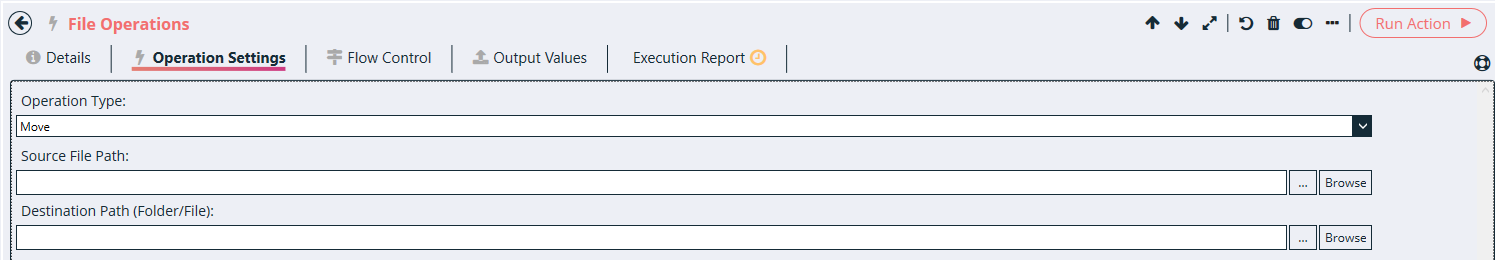 File Operations
Run Action
Details
Operation Settings
Flow Control
Output Values
Execution Report
Operation Type:
Move
Source File Path:
... Browse
Destination Path (Folder/File):
... Browse